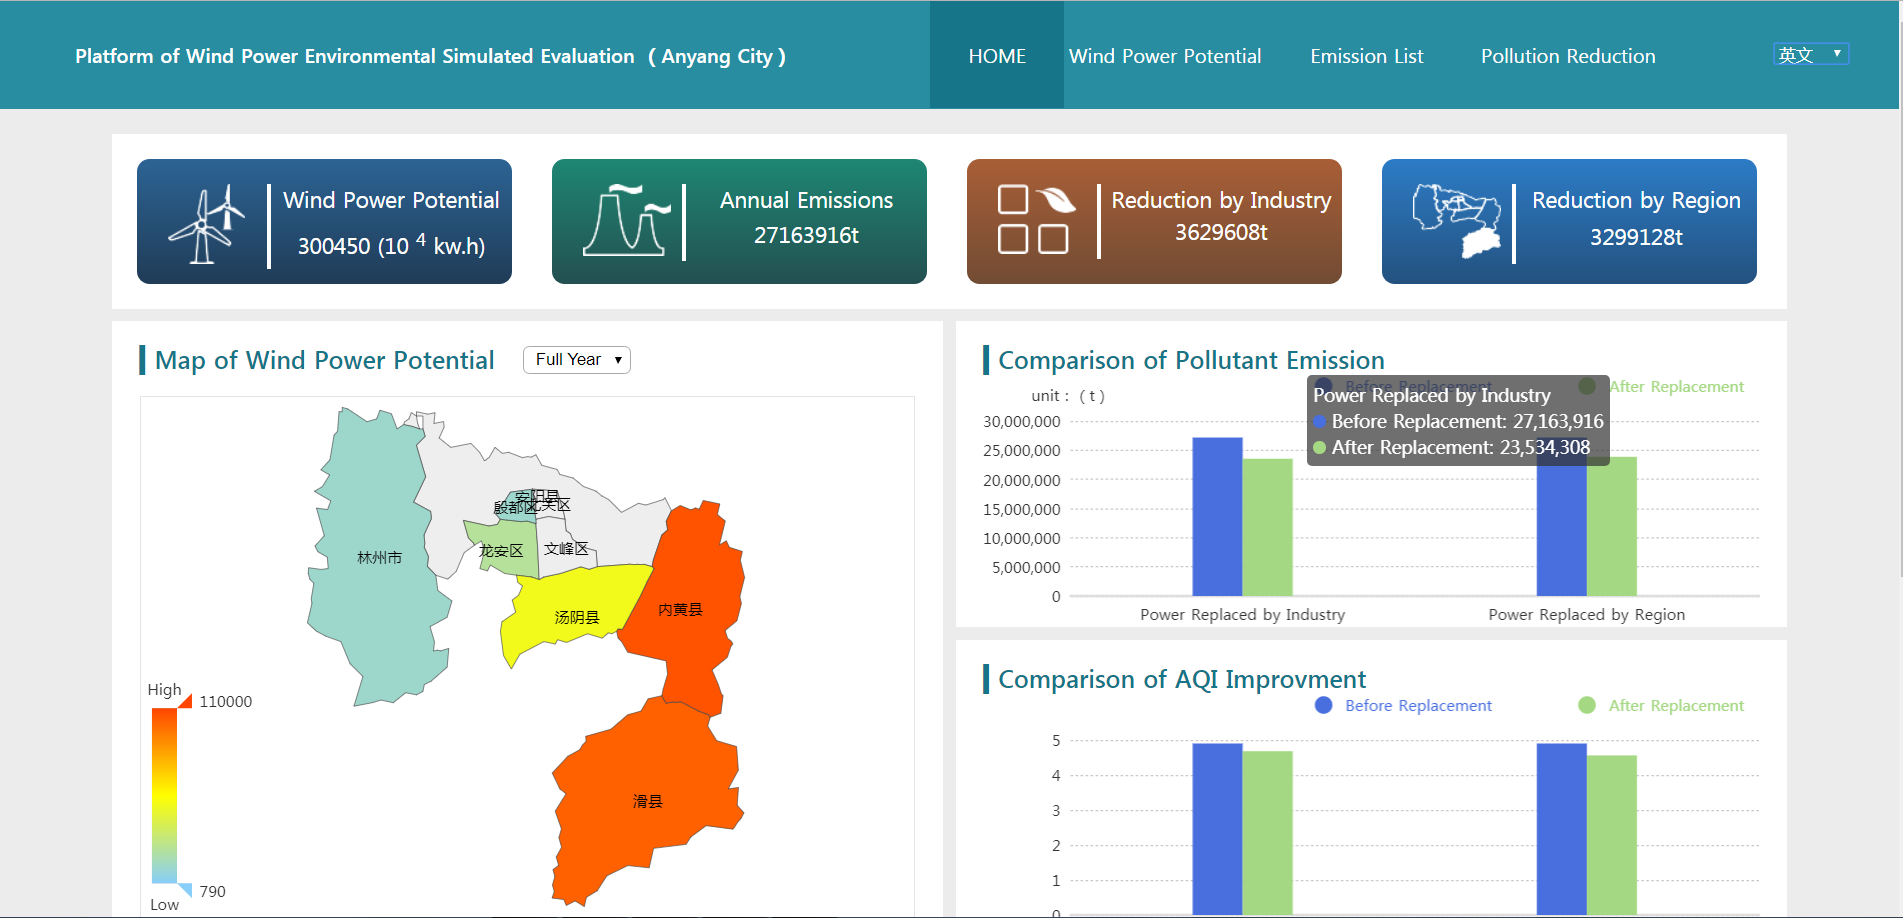 Platform of Wind Power Environmental Simulated Evaluation ( Anyang City )
HOME
Wind Power Potential
Emission List
Pollution Reduction
英文
Wind Power Potential
300450 (10 4 kw.h)
Annual Emissions
27163916t
Reduction by Industry
3629608t
Reduction by Region
3299128t
Map of Wind Power Potential
Full Year
安阳县
殷都区
龙安区
文峰区
林州市
汤阴县
内黄县
滑县
High
110000
790
Low
Comparison of Pollutant Emission
unit : ( t )
Before Replacement
After Replacement
Power Replaced by Industry
Before Replacement: 27,163,916
After Replacement: 23,534,308
30,000,000
25,000,000
20,000,000
15,000,000
10,000,000
5,000,000
0
Power Replaced by Industry
Power Replaced by Region
Comparison of AQI Improvment
Before Replacement
After Replacement
5
4
3
2
1
0